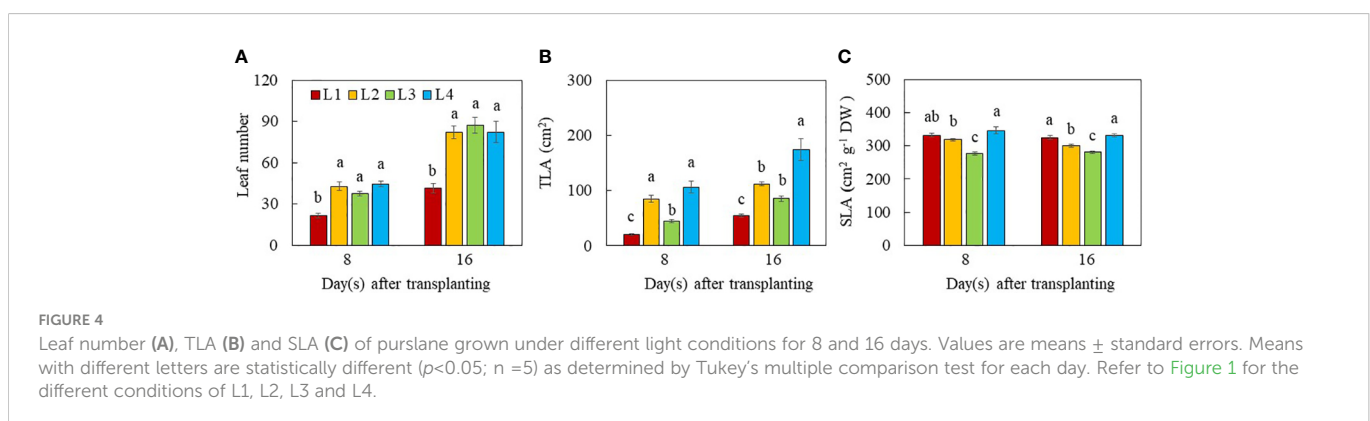 A
B
C
Leaf number
120
90
60
30
0
L1 L2 L3 L4
b a a a
b a a a
8 16
Day(s) after transplanting
TLA (cm²)
300
200
100
0
c a b a
c b b a
8 16
Day(s) after transplanting
SLA (cm² g⁻¹ DW )
500
400
300
200
100
0
ab b c a
a b c a
8 16
Day(s) after transplanting
FIGURE 4
Leaf number (A), TLA (B) and SLA (C) of purslane grown under different light conditions for 8 and 16 days. Values are means ± standard errors. Means
with different letters are statistically different (p<0.05; n =5) as determined by Tukey’s multiple comparison test for each day. Refer to Figure 1 for the
different conditions of L1, L2, L3 and L4.